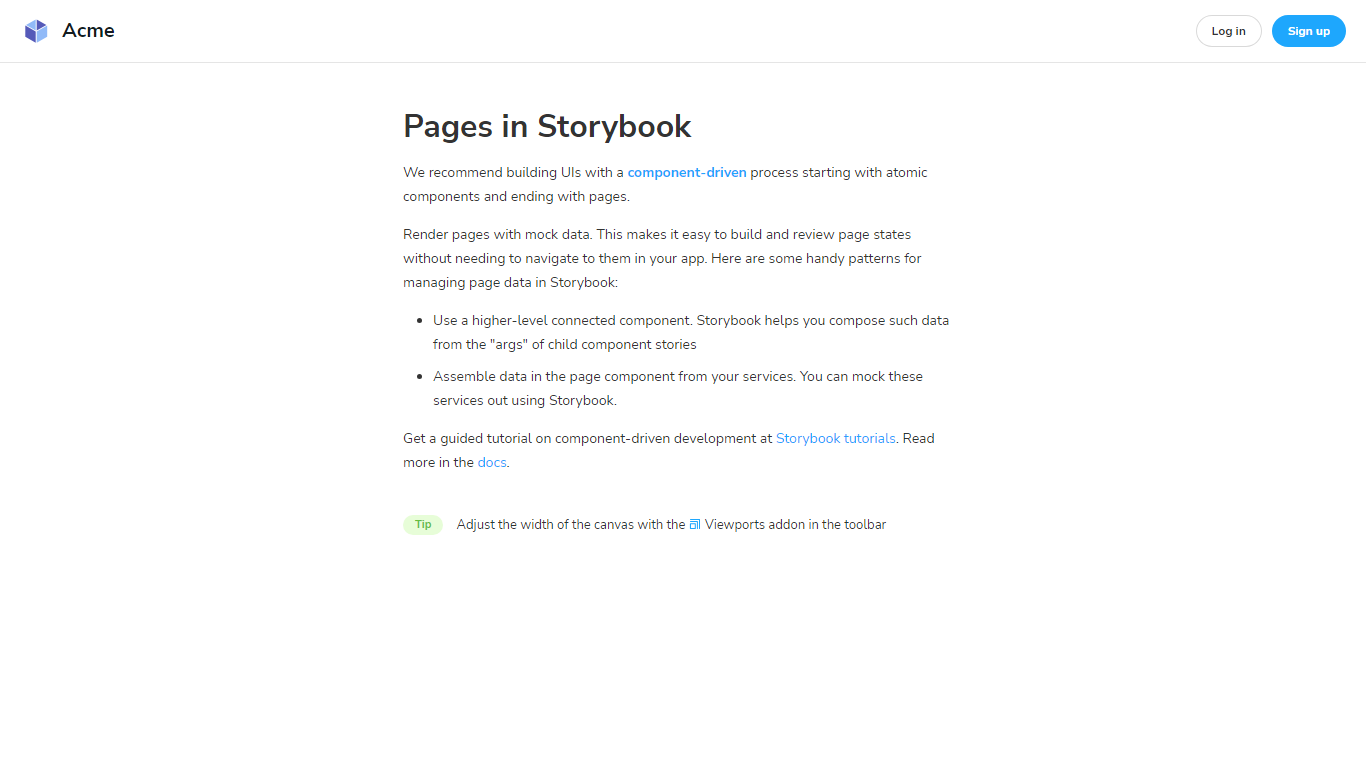 Acme
Log in
Sign up
Pages in Storybook
We recommend building UIs with a component-driven process starting with atomic
components and ending with pages.
Render pages with mock data. This makes it easy to build and review page states
without needing to navigate to them in your app. Here are some handy patterns for
managing page data in Storybook:
Use a higher-level connected component. Storybook helps you compose such data
from the "args" of child component stories
Assemble data in the page component from your services. You can mock these
services out using Storybook.
Get a guided tutorial on component-driven development at Storybook tutorials. Read
more in the docs.
Tip Adjust the width of the canvas with the Viewports addon in the toolbar